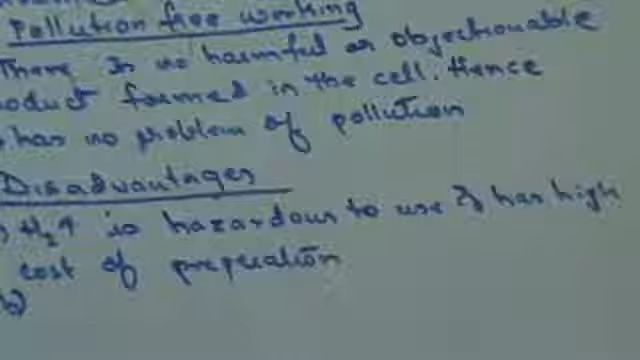 Pollution free working
There is no harmful or objectionable
oduct formed in the cell. Hence
has no problem of pollution
Disadvantages
is hazardous to use & has high
cost of preparation
b)